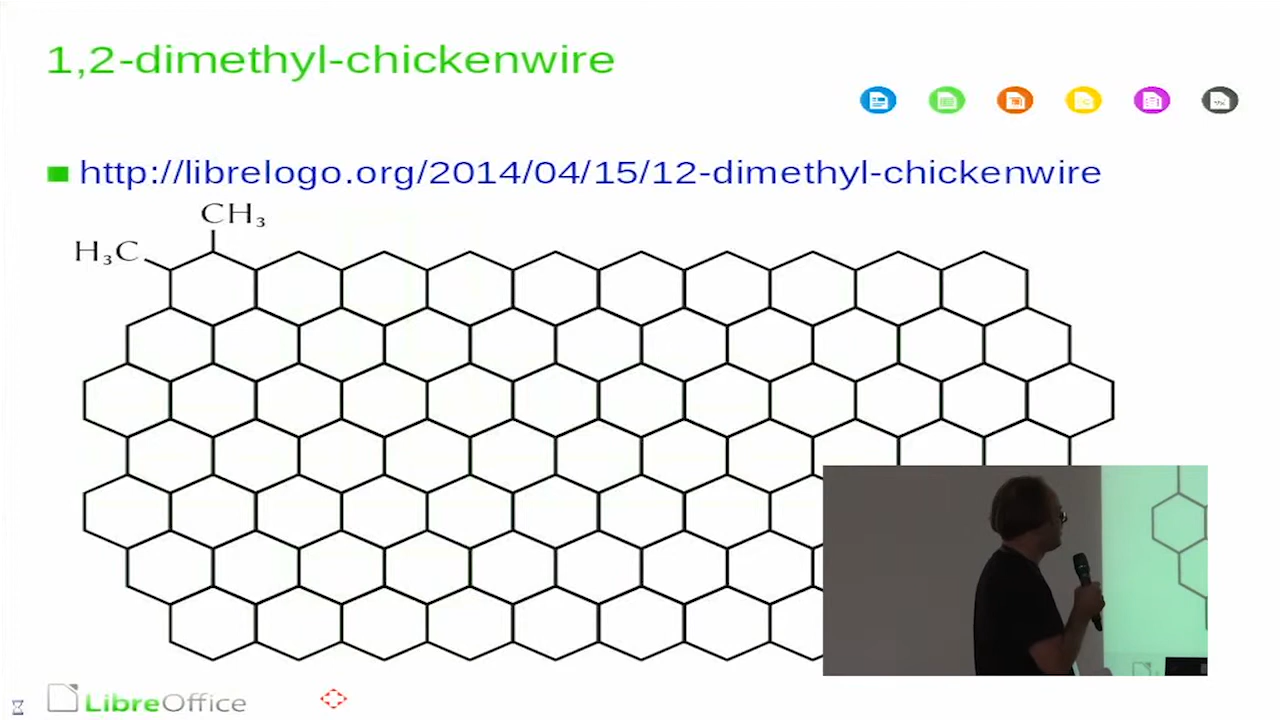 1,2-dimethyl-chickenwire
http://librelogo.org/2014/04/15/12-dimethyl-chickenwire
CH₃
H₃C
LibreOffice